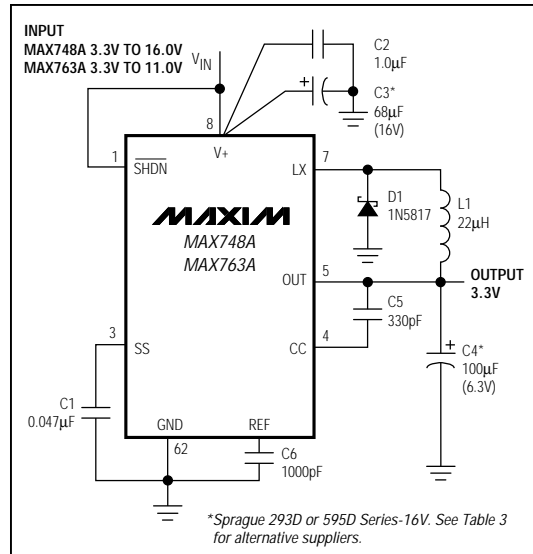 INPUT
MAX748A 3.3V TO 16.0V
MAX763A 3.3V TO 11.0V
VIN
C2
1.0μF
C3*
68μF
(16V)
+
8
V+
1
SHDN
LX
7
D1
1N5817
L1
22μH
MAXIM
MAX748A
MAX763A
OUT
5
OUTPUT
3.3V
C5
330pF
CC
4
3
SS
+
C4*
100μF
(6.3V)
C1
0.047μF
GND
REF
62
C6
1000pF
*Sprague 293D or 595D Series-16V. See Table 3
for alternative suppliers.